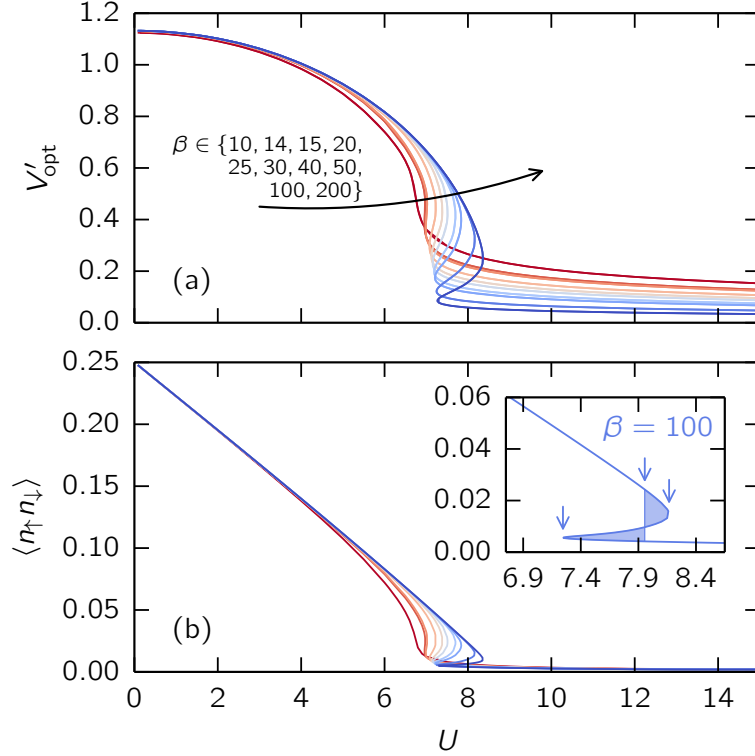 1.2
1.0
0.8
0.6
0.4
0.2
0.0
V′opt
β ∈ {10, 14, 15, 20,
25, 30, 40, 50,
100, 200}
(a)
0.25
0.20
0.15
0.10
0.05
0.00
⟨n↑n↓⟩
(b)
0.06
0.04
0.02
0.00
β = 100
6.9 7.4 7.9 8.4
0 2 4 6 8 10 12 14
U